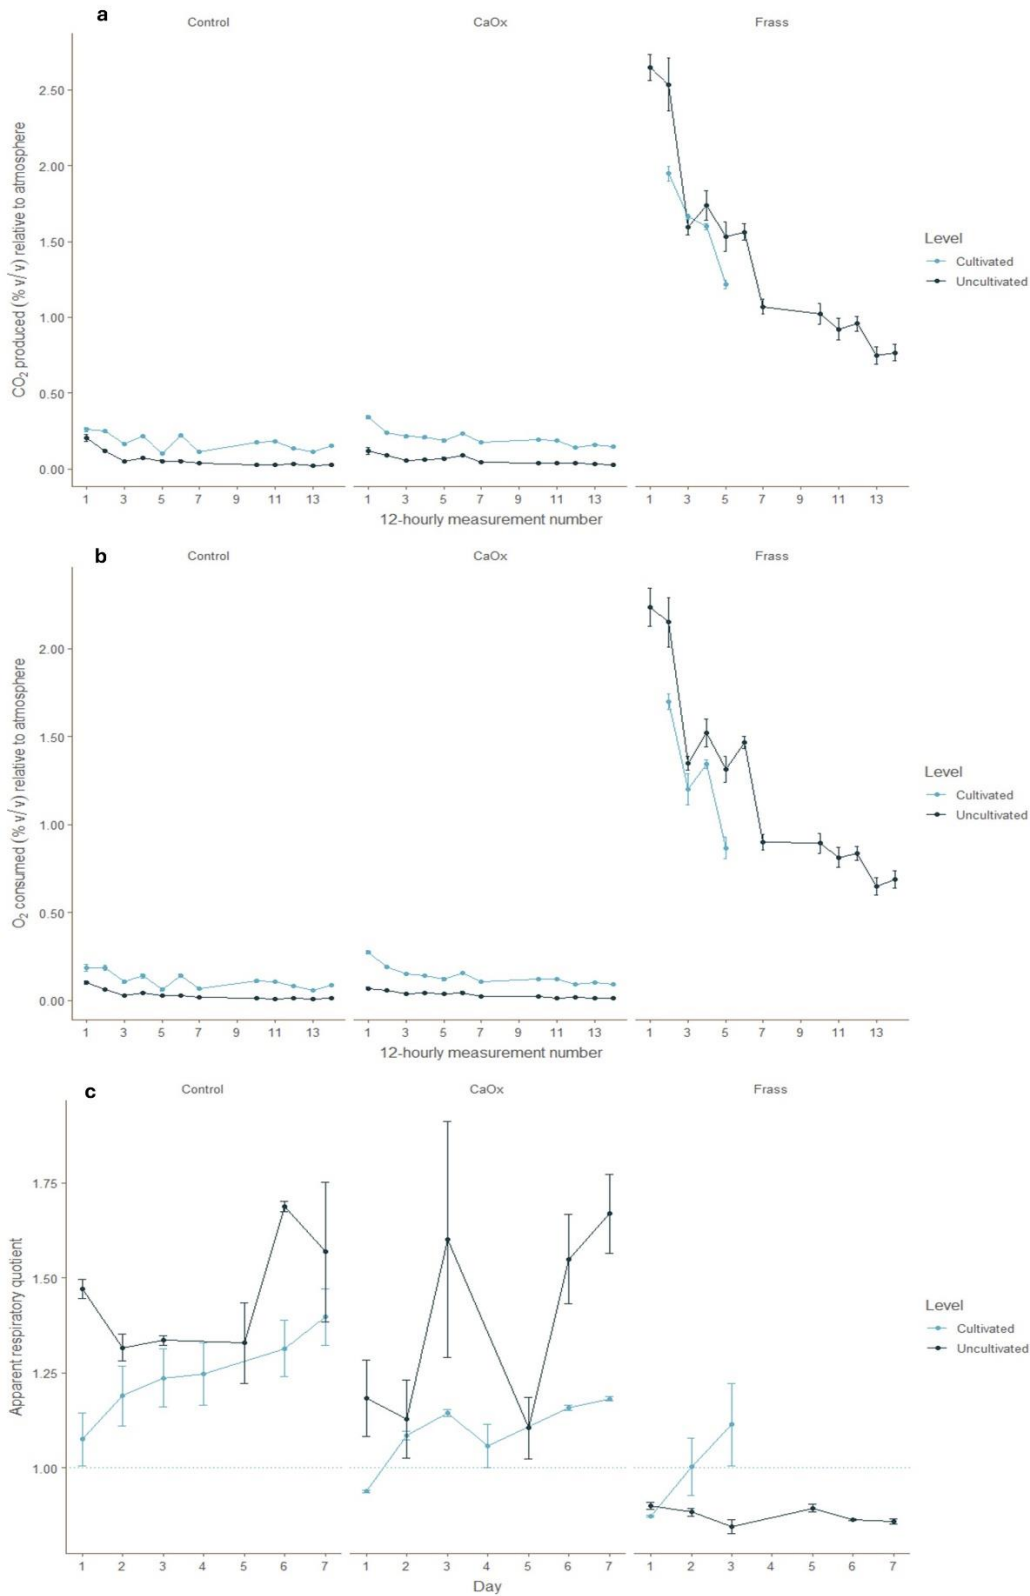 a
Control CaOx Frass
CO2 produced (% v/v) relative to atmosphere
2.50
2.00
1.50
1.00
0.50
0.00
1 3 5 7 9 11 13 1 3 5 7 9 11 13 1 3 5 7 9 11 13
12-hourly measurement number
Level
Cultivated
Uncultivated
b
Control CaOx Frass
O2 consumed (% v/v) relative to atmosphere
2.00
1.50
1.00
0.50
0.00
1 3 5 7 9 11 13 1 3 5 7 9 11 13 1 3 5 7 9 11 13
12-hourly measurement number
Level
Cultivated
Uncultivated
c
Control CaOx Frass
Apparent respiratory quotient
1.75
1.50
1.25
1.00
1 2 3 4 5 6 7 1 2 3 4 5 6 7 1 2 3 4 5 6 7
Day
Level
Cultivated
Uncultivated